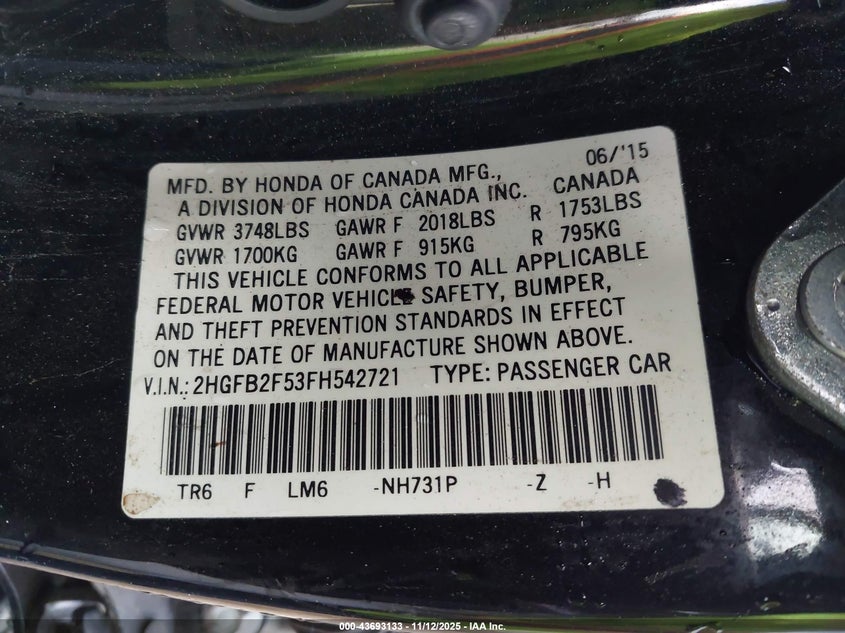 06/'15
MFD. BY HONDA OF CANADA MFG.,
A DIVISION OF HONDA CANADA INC. CANADA
GVWR 3748LBS GAWR F 2018LBS R 1753LBS
GVWR 1700KG GAWR F 915KG R 795KG
THIS VEHICLE CONFORMS TO ALL APPLICABLE
FEDERAL MOTOR VEHICLE SAFETY, BUMPER,
AND THEFT PREVENTION STANDARDS IN EFFECT
ON THE DATE OF MANUFACTURE SHOWN ABOVE.
V.I.N.: 2HGFB2F53FH542721 TYPE: PASSENGER CAR
TR6 F LM6 -NH731P -Z -H
000-43693133 — 11/12/2025 — IAA Inc.